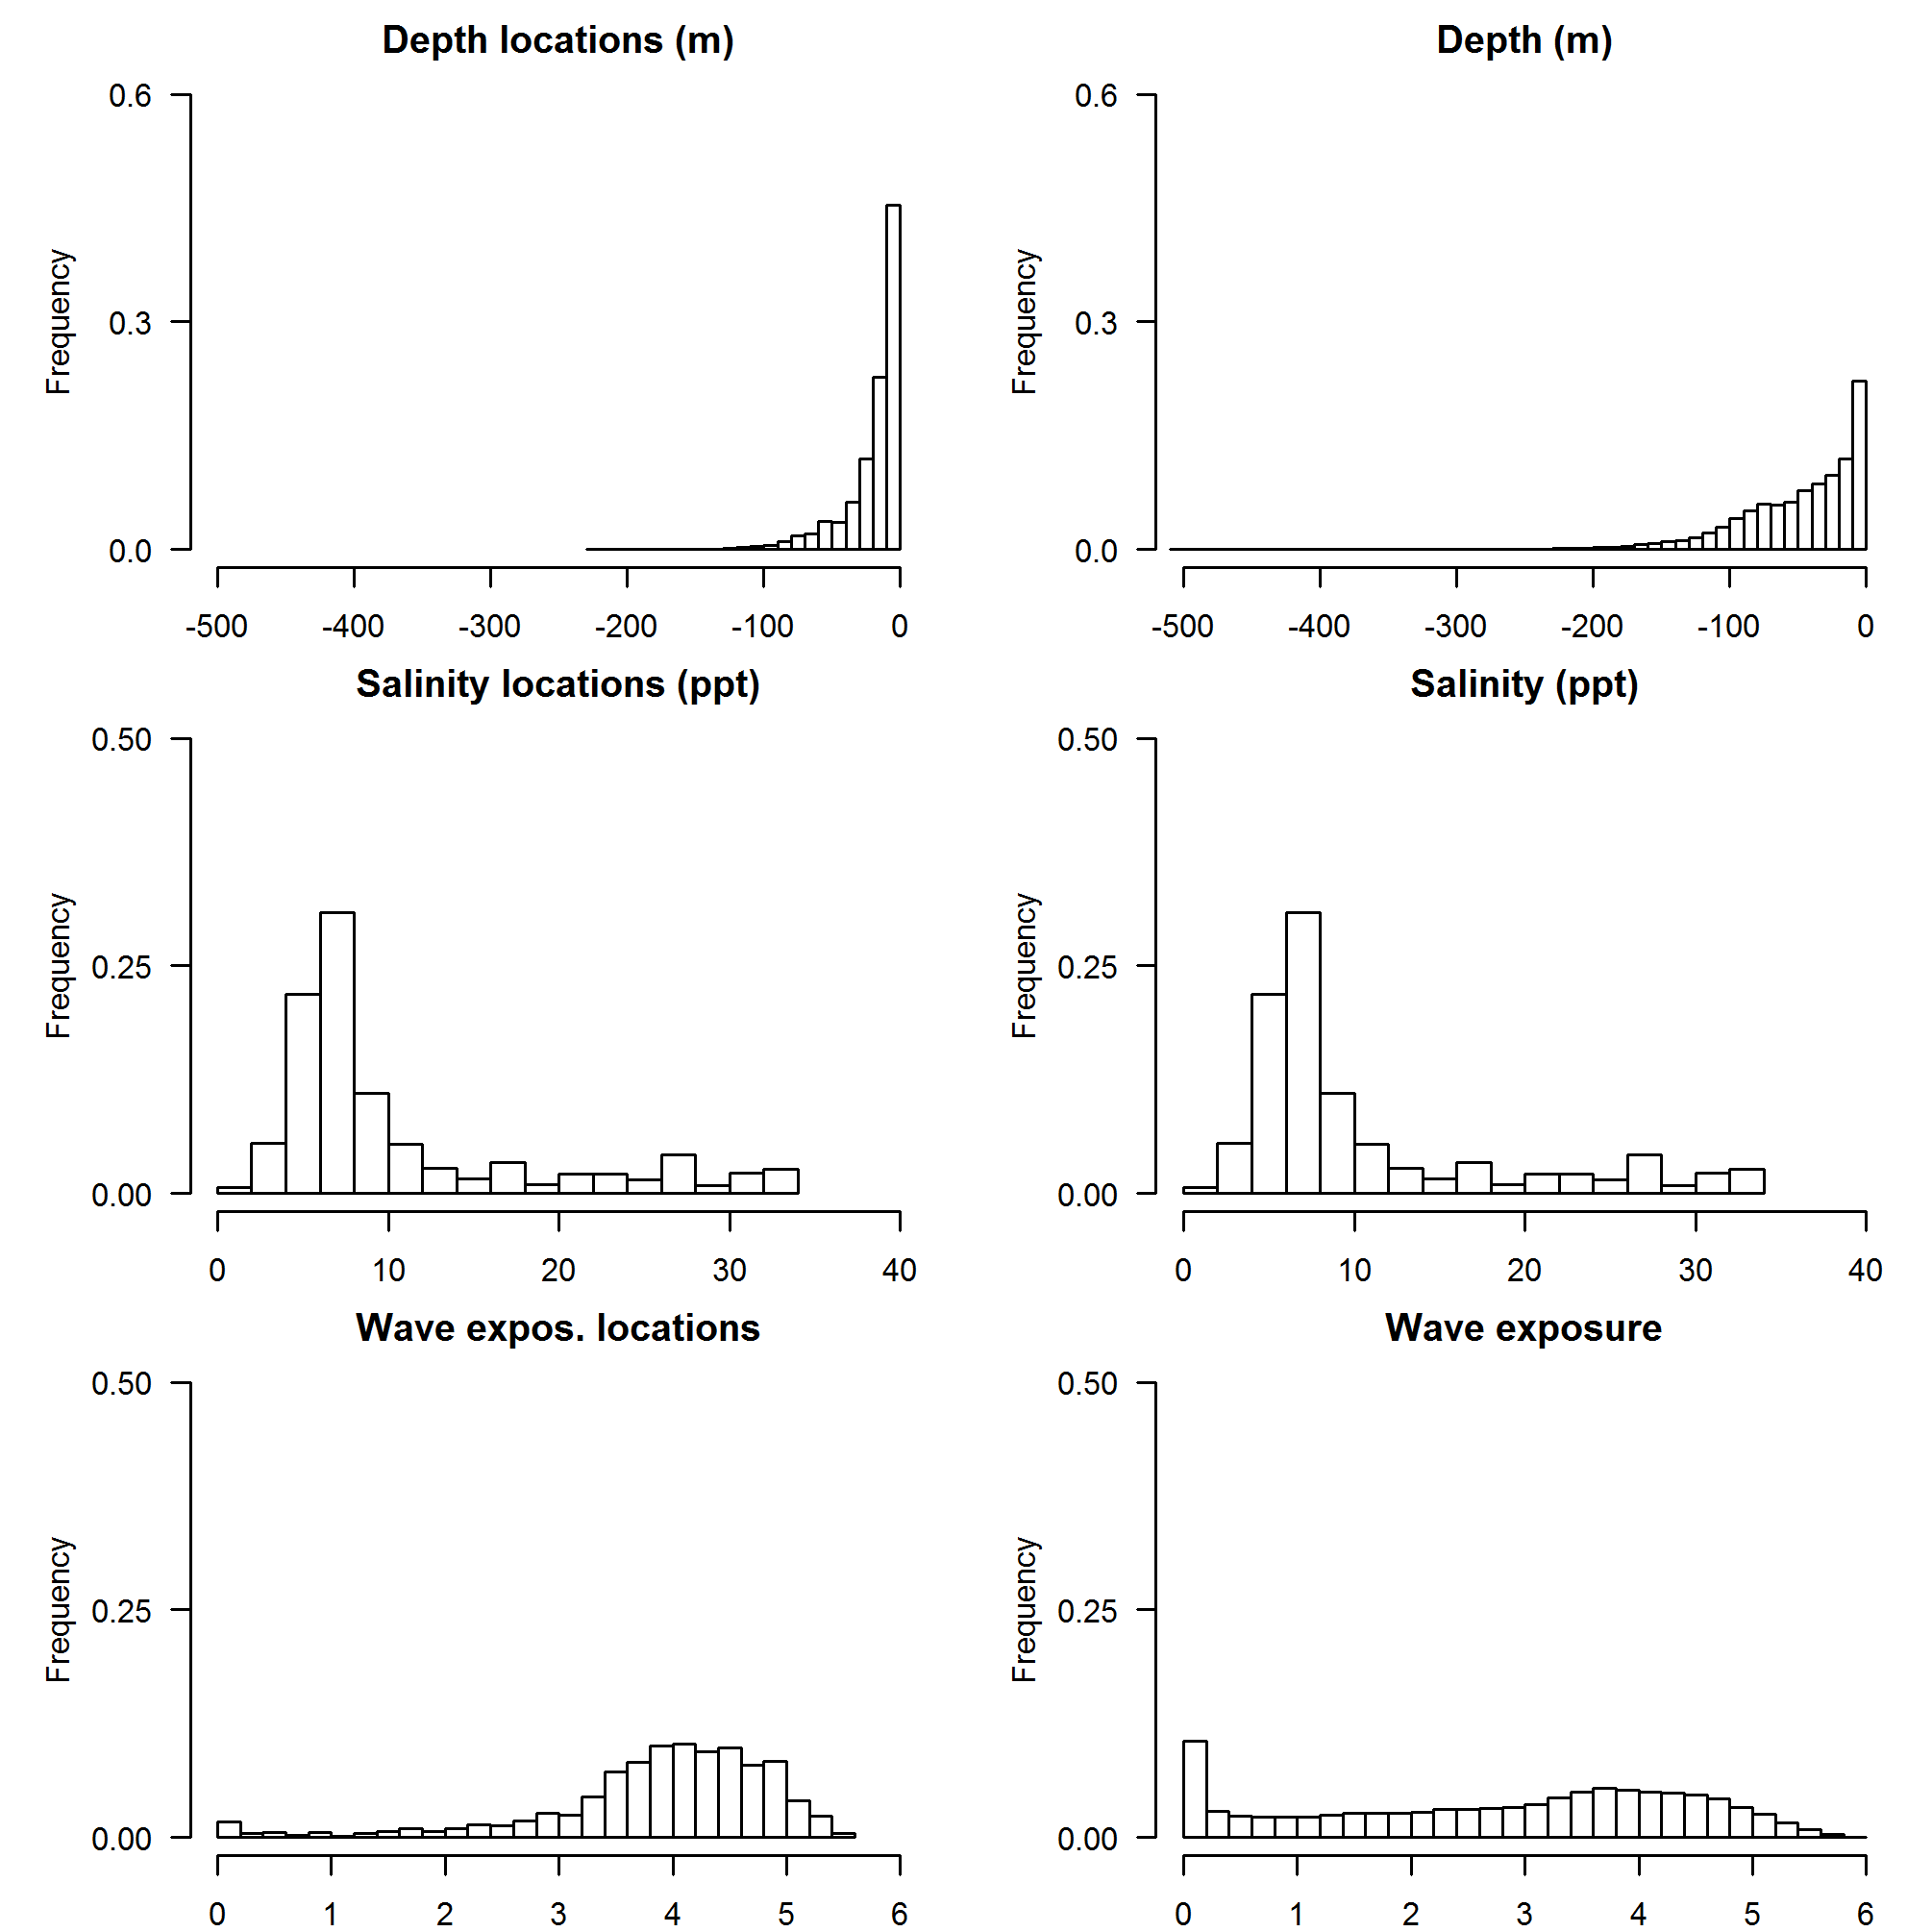 Depth locations (m)
Frequency
0.6
0.3
0.0
-500 -400 -300 -200 -100 0
Depth (m)
Frequency
0.6
0.3
0.0
-500 -400 -300 -200 -100 0
Salinity locations (ppt)
Frequency
0.50
0.25
0.00
0 10 20 30 40
Salinity (ppt)
Frequency
0.50
0.25
0.00
0 10 20 30 40
Wave expos. locations
Frequency
0.50
0.25
0.00
0 1 2 3 4 5 6
Wave exposure
Frequency
0.50
0.25
0.00
0 1 2 3 4 5 6